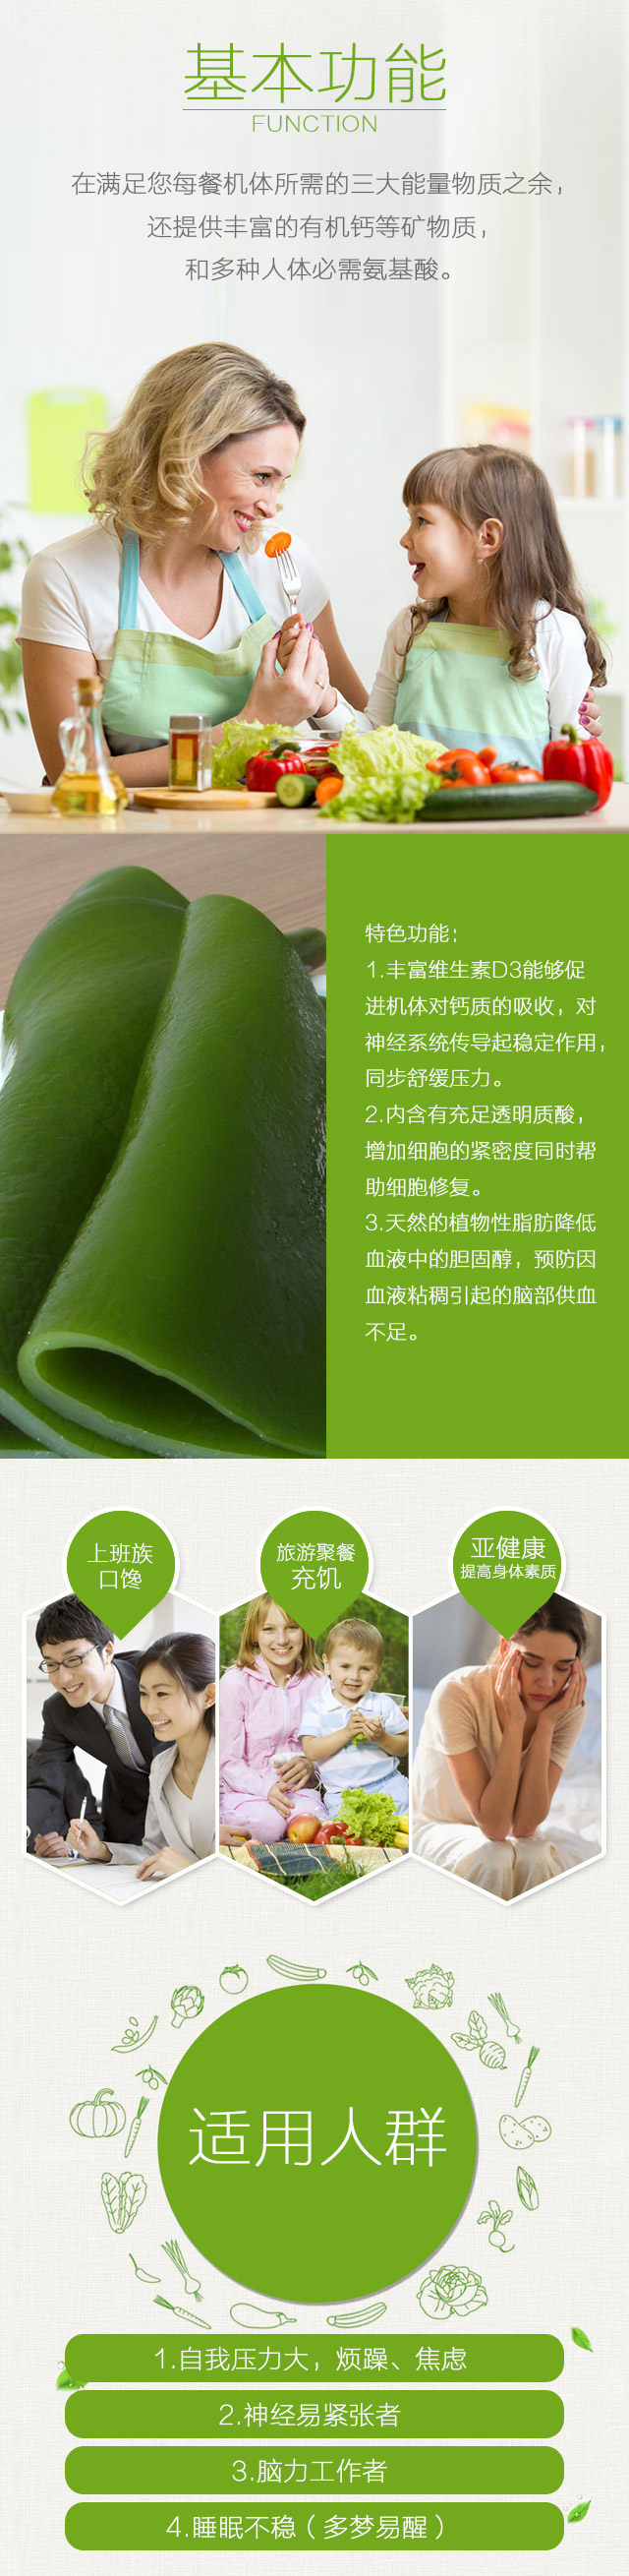 基本功能
FUNCTION
在满足您每餐机体所需的三大能量物质之余，
还提供丰富的有机钙等矿物质，
和多种人体必需氨基酸。
特色功能：
1.丰富维生素D3能够促
进机体对钙质的吸收，对
神经系统传导起稳定作用，
同步舒缓压力。
2.内含有充足透明质酸，
增加细胞的紧密度同时帮
助细胞修复。
3.天然的植物性脂肪降低
血液中的胆固醇，预防因
血液粘稠引起的脑部供血
不足。
上班族
口馋
旅游聚餐
充饥
亚健康
提高身体素质
适用人群
1.自我压力大，烦躁、焦虑
2.神经易紧张者
3.脑力工作者
4.睡眠不稳（多梦易醒）